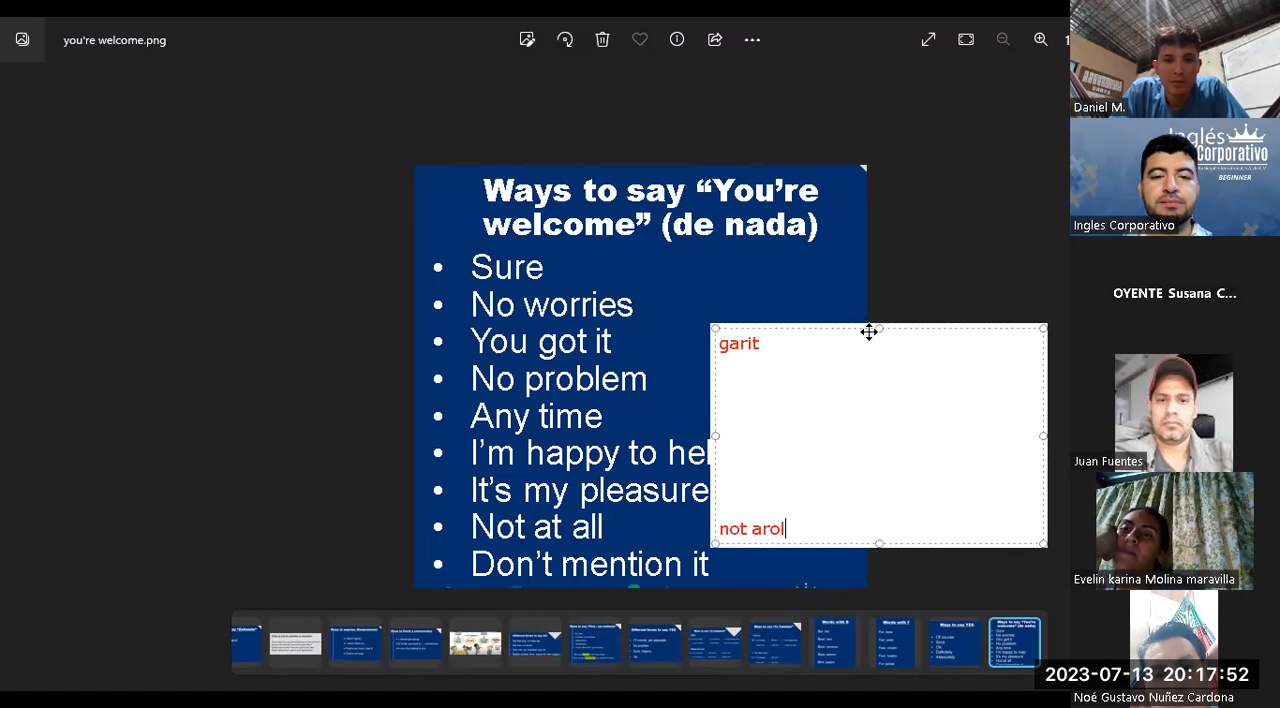 you're welcome.png
1
Ways to say “You’re
welcome” (de nada)
• Sure
• No worries
• You got it
• No problem
• Any time
• I’m happy to hel
• It’s my pleasure
• Not at all
• Don’t mention it
garit
not arol
Daniel M.
Inglés
Corporativo
BEGINNER
Ingles Corporativo
OYENTE Susana C...
Juan Fuentes
Evelin karina Molina maravilla
2023-07-13 20:17:52
Noé Gustavo Nuñez Cardona